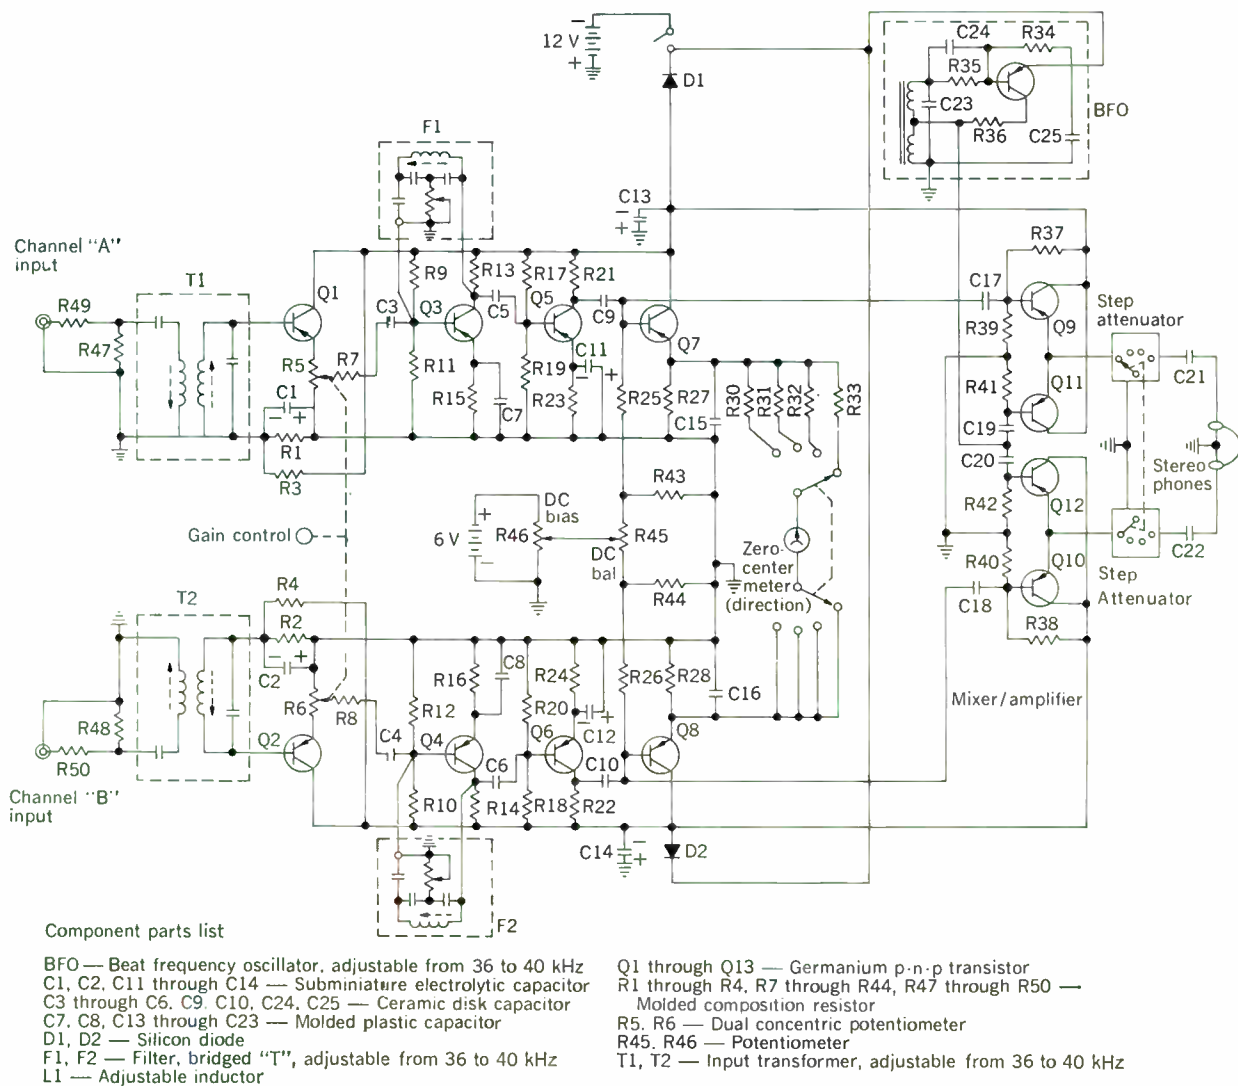 12 V
−
+
D1
C24
R34
R35
C23
R36
C25
BFO
F1
C13
−
+
Channel "A"
input
T1
R49
R47
Q1
R5
R7
C1
−
+
R1
R3
C3
R9
Q3
R11
R15
R13
C5
C7
R17
Q5
R19
R23
R21
C11
−
+
C9
Q7
R25
R27
C15
R30
R31
R32
R33
C17
R37
R39
Q9
R41
Q11
C19
C20
Q12
R42
R40
Q10
C18
R38
Step
attenuator
C21
Stereo
phones
C22
Step
Attenuator
Mixer/amplifier
Gain control
6 V
+
−
R46
DC
bias
R43
R45
DC
bal
R44
Zero-
center
meter
(direction)
T2
R4
R2
−
+
C2
R6
R8
R48
R50
Q2
Channel "B"
input
C4
R12
Q4
R10
R16
C8
C6
R14
R24
R20
Q6
−
+
C12
R18
C10
R22
R26
R28
Q8
C16
C14
−
+
D2
F2
Component parts list
BFO — Beat frequency oscillator, adjustable from 36 to 40 kHz
C1, C2, C11 through C14 — Subminiature electrolytic capacitor
C3 through C6, C9, C10, C24, C25 — Ceramic disk capacitor
C7, C8, C13 through C23 — Molded plastic capacitor
D1, D2 — Silicon diode
F1, F2 — Filter, bridged "T", adjustable from 36 to 40 kHz
L1 — Adjustable inductor
Q1 through Q13 — Germanium p-n-p transistor
R1 through R4, R7 through R44, R47 through R50 —
Molded composition resistor
R5, R6 — Dual concentric potentiometer
R45, R46 — Potentiometer
T1, T2 — Input transformer, adjustable from 36 to 40 kHz